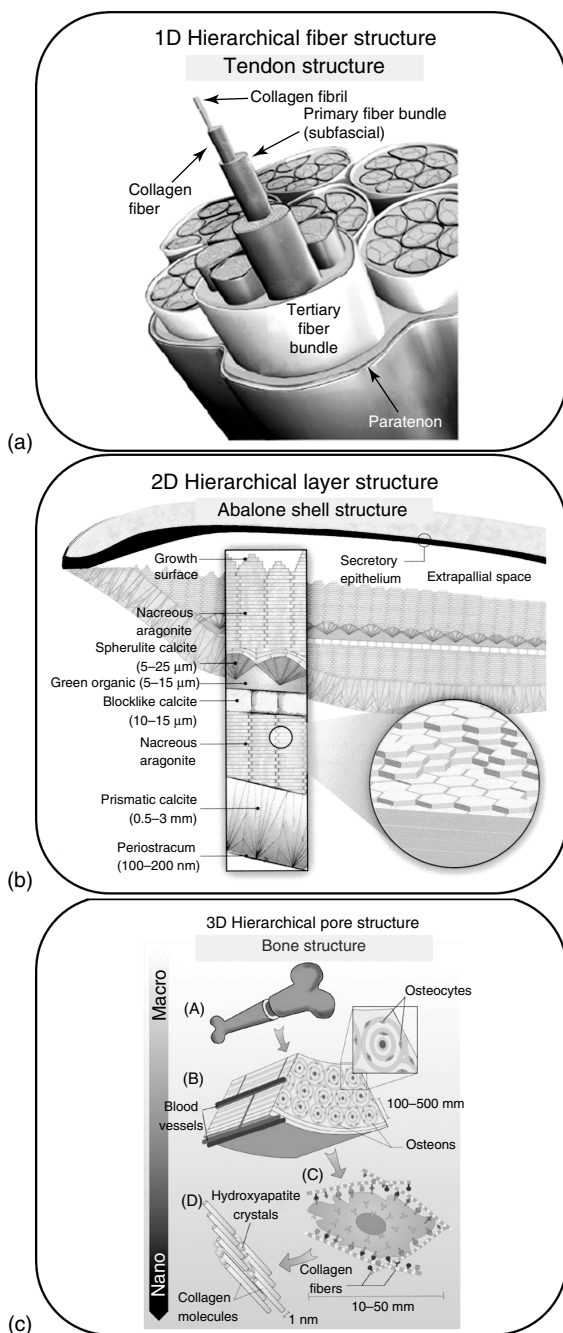 1D Hierarchical fiber structure
Tendon structure
Collagen fibril
Primary fiber bundle
(subfascial)
Collagen
fiber
Tertiary
fiber
bundle
Paratenon
(a)
2D Hierarchical layer structure
Abalone shell structure
Growth
surface
Secretory
epithelium
Extrapallial space
Nacreous
aragonite
Spherulite calcite
(5–25 μm)
Green organic (5–15 μm)
Blocklike calcite
(10–15 μm)
Nacreous
aragonite
Prismatic calcite
(0.5–3 mm)
Periostracum
(100–200 nm)
(b)
3D Hierarchical pore structure
Bone structure
Macro
Nano
(A)
Osteocytes
(B)
Blood
vessels
100–500 mm
Osteons
(C)
(D)
Hydroxyapatite
crystals
Collagen
fibers
Collagen
molecules
1 nm
10–50 mm
(c)